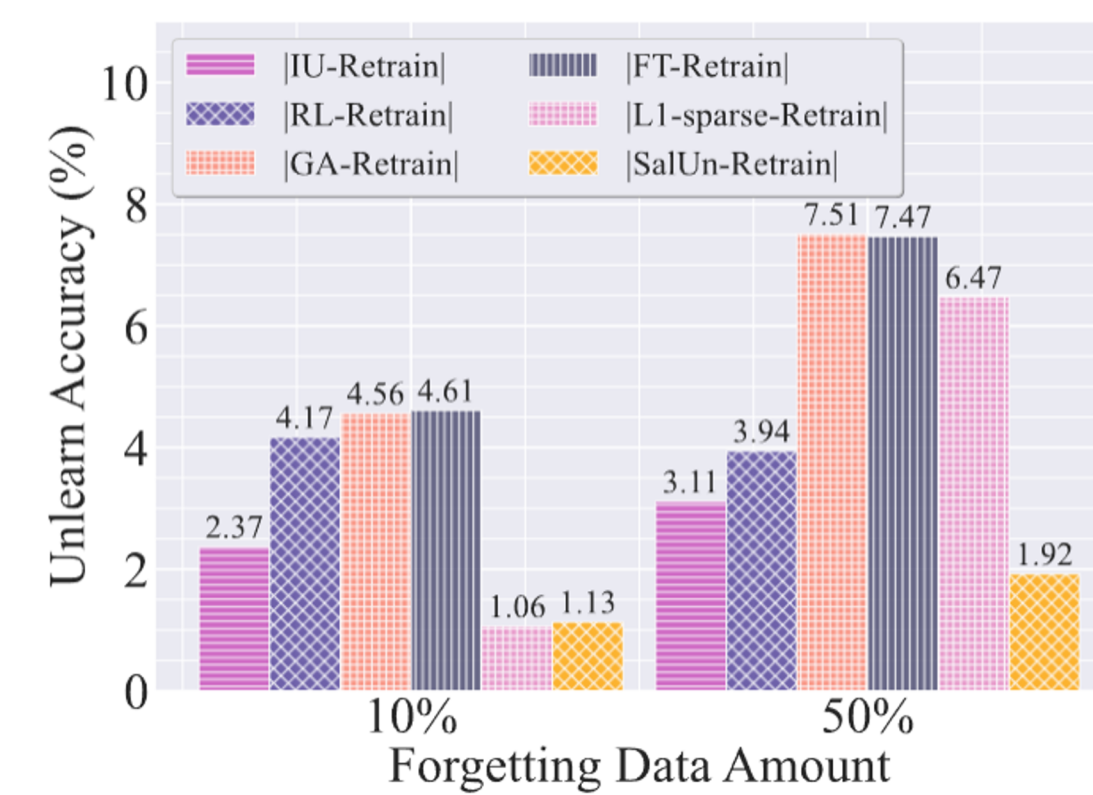 |IU-Retrain|
|RL-Retrain|
|GA-Retrain|
|FT-Retrain|
|L1-sparse-Retrain|
|SalUn-Retrain|
Unlearn Accuracy (%)
10
8
6
4
2
0
2.37
4.17
4.56
4.61
1.06
1.13
3.11
3.94
7.51
7.47
6.47
1.92
10%
50%
Forgetting Data Amount